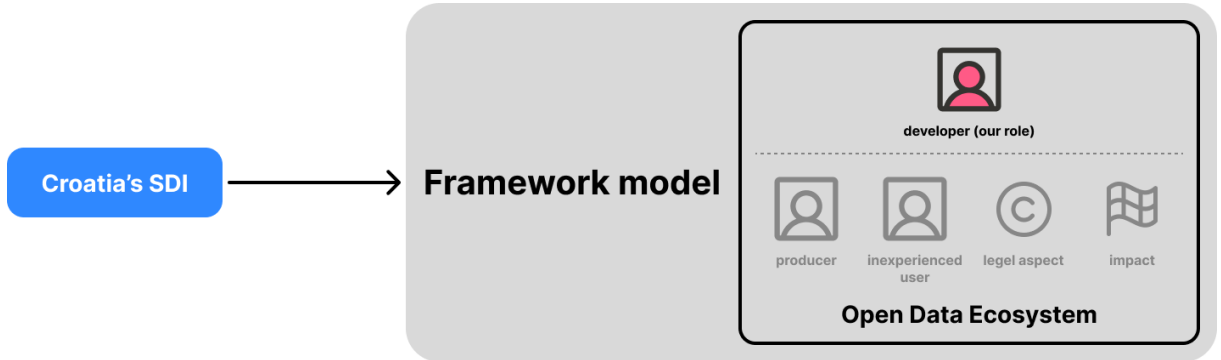 developer (our role)
Croatia’s SDI
Framework model
producer
inexperienced
user
legel aspect
impact
Open Data Ecosystem